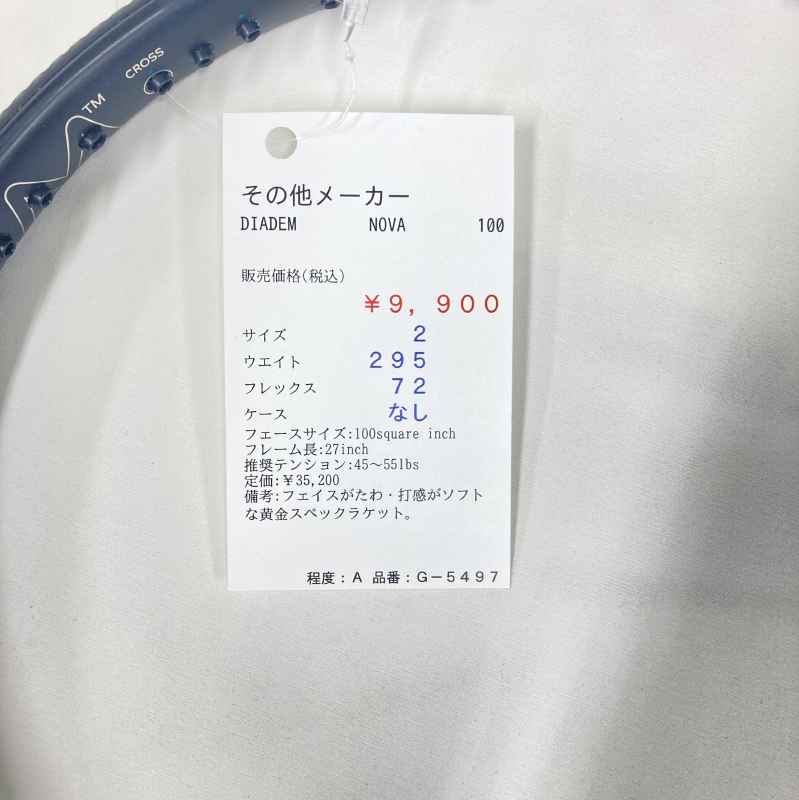 CROSS
TM
その他メーカー
DIADEM NOVA 100
販売価格(税込)
￥９，９００
サイズ ２
ウエイト ２９５
フレックス ７２
ケース なし
フェースサイズ:100square inch
フレーム長:27inch
推奨テンション:45～55lbs
定価:￥35,200
備考:フェイスがたわ・打感がソフト
な黄金スペックラケット。
程度：Ａ 品番：Ｇ－５４９７